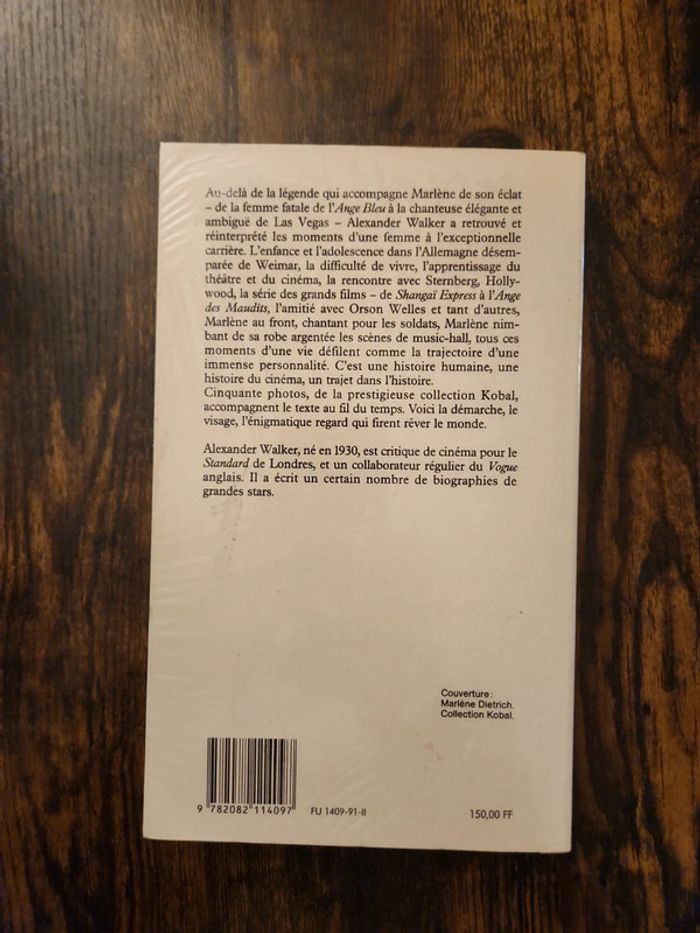 Au-delà de la légende qui accompagne Marlène de son éclat
– de la femme fatale de l'Ange Bleu à la chanteuse élégante et
ambiguë de Las Vegas – Alexander Walker a retrouvé et
réinterprété les moments d'une femme à l'exceptionnelle
carrière. L'enfance et l'adolescence dans l'Allemagne désem-
parée de Weimar, la difficulté de vivre, l'apprentissage du
théâtre et du cinéma, la rencontre avec Sternberg, Holly-
wood, la série des grands films – de Shangaï Express à l'Ange
des Maudits, l'amitié avec Orson Welles et tant d'autres,
Marlène au front, chantant pour les soldats, Marlène nim-
bant de sa robe argentée les scènes de music-hall, tous ces
moments d'une vie défilent comme la trajectoire d'une
immense personnalité. C'est une histoire humaine, une
histoire du cinéma, un trajet dans l'histoire.
Cinquante photos, de la prestigieuse collection Kobal,
accompagnent le texte au fil du temps. Voici la démarche, le
visage, l'énigmatique regard qui firent rêver le monde.
Alexander Walker, né en 1930, est critique de cinéma pour le
Standard de Londres, et un collaborateur régulier du Vogue
anglais. Il a écrit un certain nombre de biographies de
grandes stars.
Couverture :
Marlène Dietrich.
Collection Kobal.
9 782082 114097
FU 1409-91-II
150,00 FF